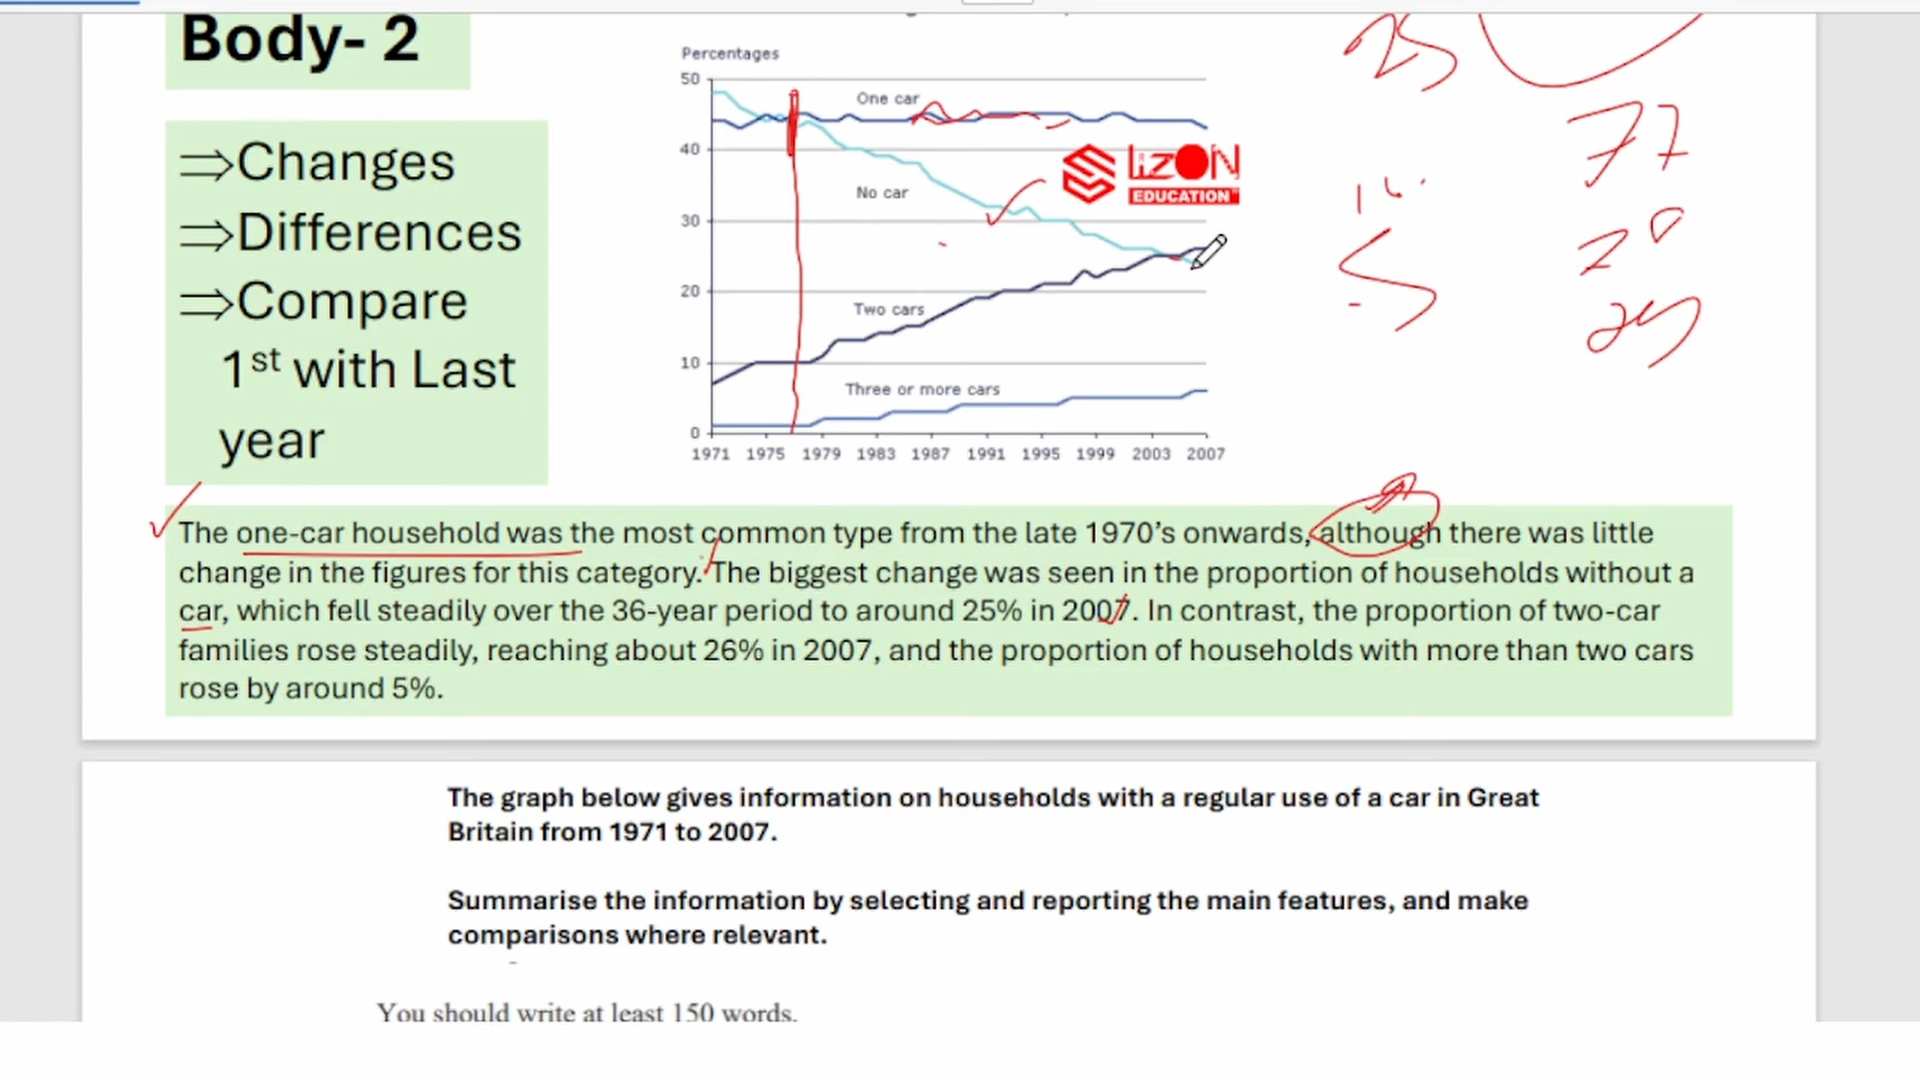 Body- 2
⇒Changes
⇒Differences
⇒Compare
1st with Last
year
Percentages
50
40
30
20
10
0
One car
No car
Two cars
Three or more cars
1971 1975 1979 1983 1987 1991 1995 1999 2003 2007
LIZON
EDUCATION
25
77
The one-car household was the most common type from the late 1970’s onwards, although there was little
change in the figures for this category. The biggest change was seen in the proportion of households without a
car, which fell steadily over the 36-year period to around 25% in 2007. In contrast, the proportion of two-car
families rose steadily, reaching about 26% in 2007, and the proportion of households with more than two cars
rose by around 5%.
The graph below gives information on households with a regular use of a car in Great
Britain from 1971 to 2007.
Summarise the information by selecting and reporting the main features, and make
comparisons where relevant.
You should write at least 150 words.